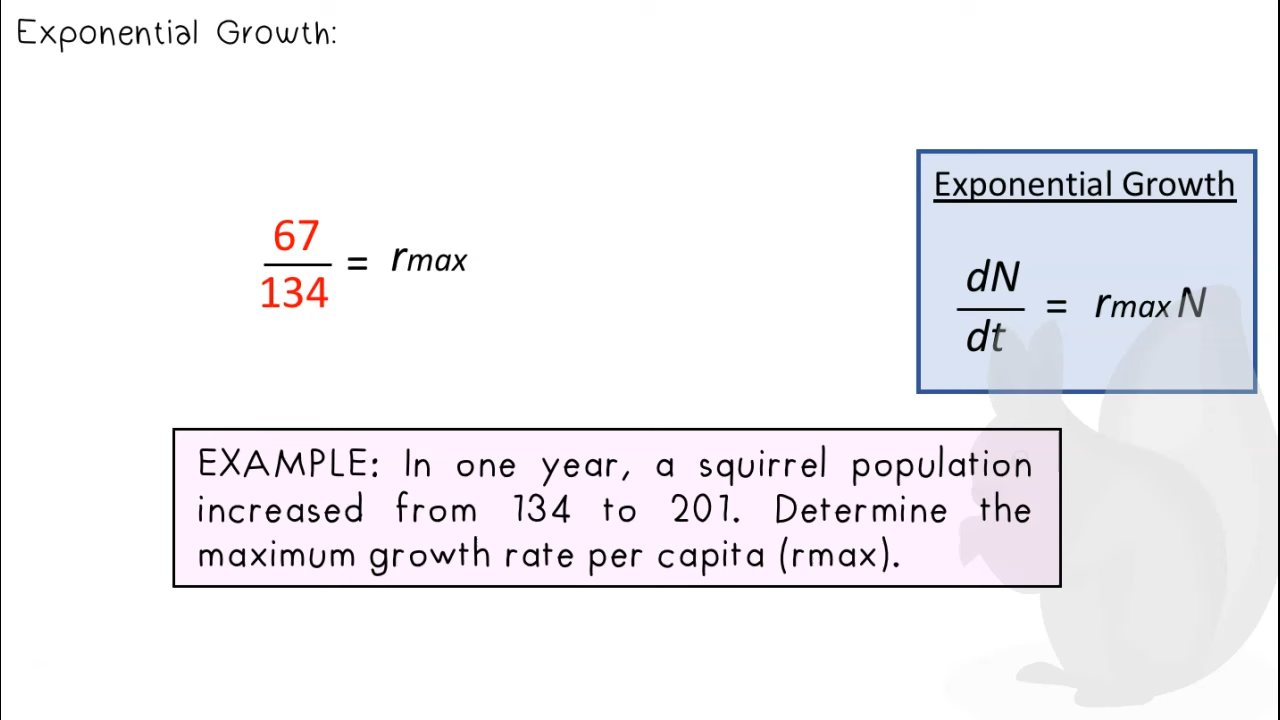 Exponential Growth:
Exponential Growth
67
134
= rmax
dN
dt
= rmax N
EXAMPLE: In one year, a squirrel population
increased from 134 to 201. Determine the
maximum growth rate per capita (rmax).